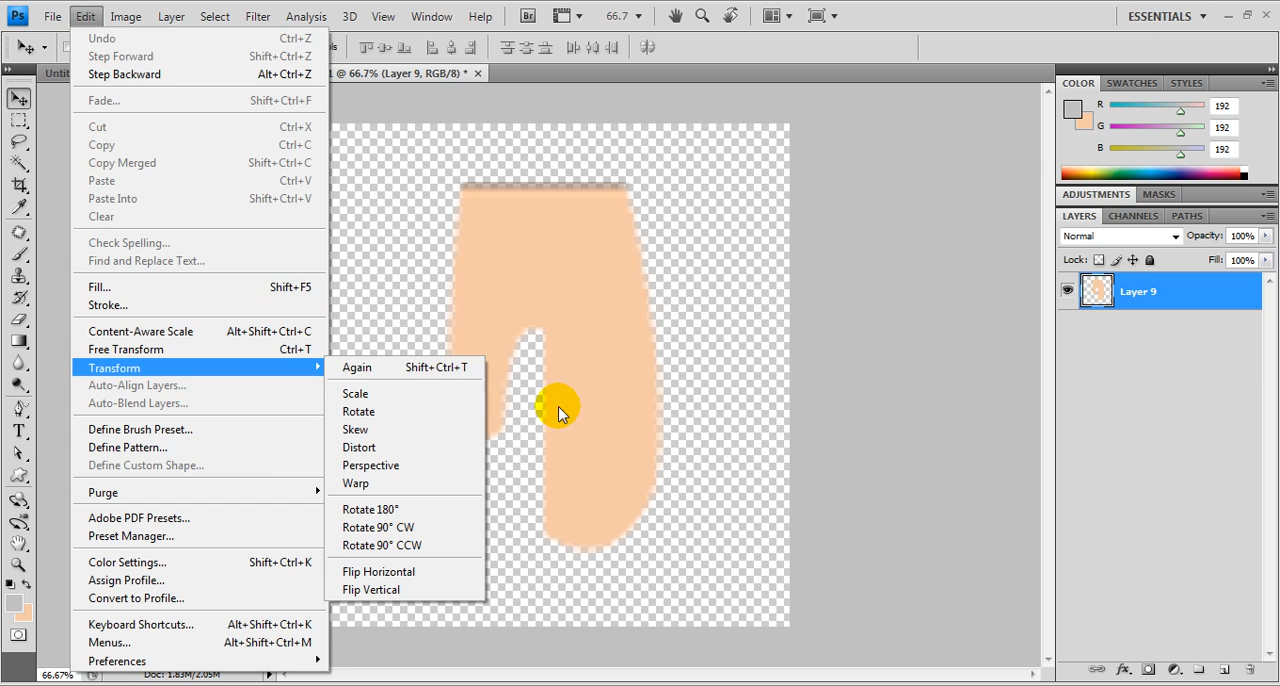 Ps File Edit Image Layer Select Filter Analysis 3D View Window Help Br 66.7 ESSENTIALS
Untit 1 @ 66.7% (Layer 9, RGB/8) *
Undo Ctrl+Z
Step Forward Shift+Ctrl+Z
Step Backward Alt+Ctrl+Z
Fade... Shift+Ctrl+F
Cut Ctrl+X
Copy Ctrl+C
Copy Merged Shift+Ctrl+C
Paste Ctrl+V
Paste Into Shift+Ctrl+V
Clear
Check Spelling...
Find and Replace Text...
Fill... Shift+F5
Stroke...
Content-Aware Scale Alt+Shift+Ctrl+C
Free Transform Ctrl+T
Transform
Auto-Align Layers...
Auto-Blend Layers...
Define Brush Preset...
Define Pattern...
Define Custom Shape...
Purge
Adobe PDF Presets...
Preset Manager...
Color Settings... Shift+Ctrl+K
Assign Profile...
Convert to Profile...
Keyboard Shortcuts... Alt+Shift+Ctrl+K
Menus... Alt+Shift+Ctrl+M
Preferences
Again Shift+Ctrl+T
Scale
Rotate
Skew
Distort
Perspective
Warp
Rotate 180°
Rotate 90° CW
Rotate 90° CCW
Flip Horizontal
Flip Vertical
COLOR SWATCHES STYLES
R 192
G 192
B 192
ADJUSTMENTS MASKS
LAYERS CHANNELS PATHS
Normal Opacity: 100%
Lock: Fill: 100%
Layer 9
T
fx
66.67% Doc: 1.83M/2.05M